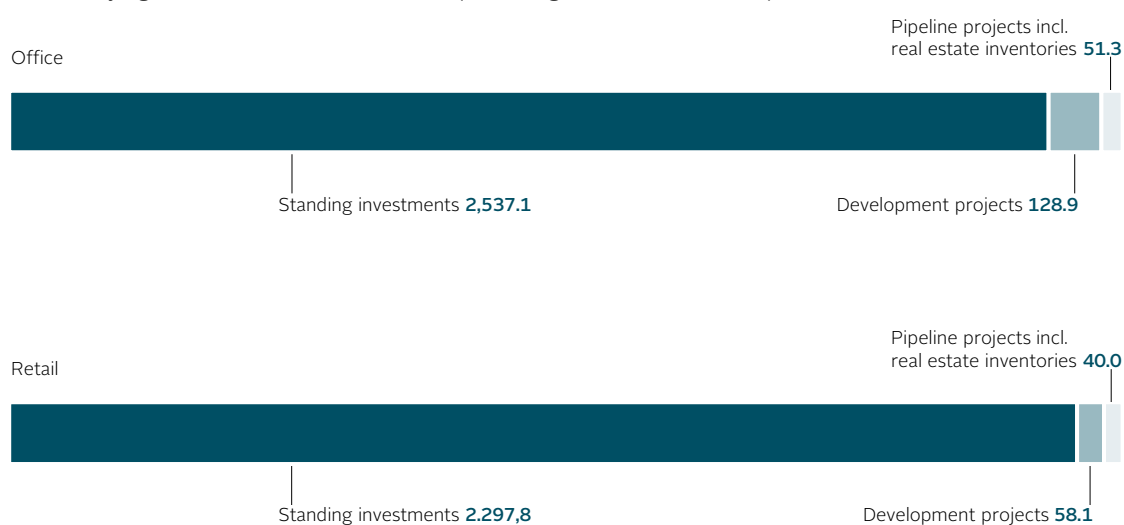 Office
Pipeline projects incl.
real estate inventories 51.3
Standing investments 2,537.1
Development projects 128.9
Retail
Pipeline projects incl.
real estate inventories 40.0
Standing investments 2.297,8
Development projects 58.1